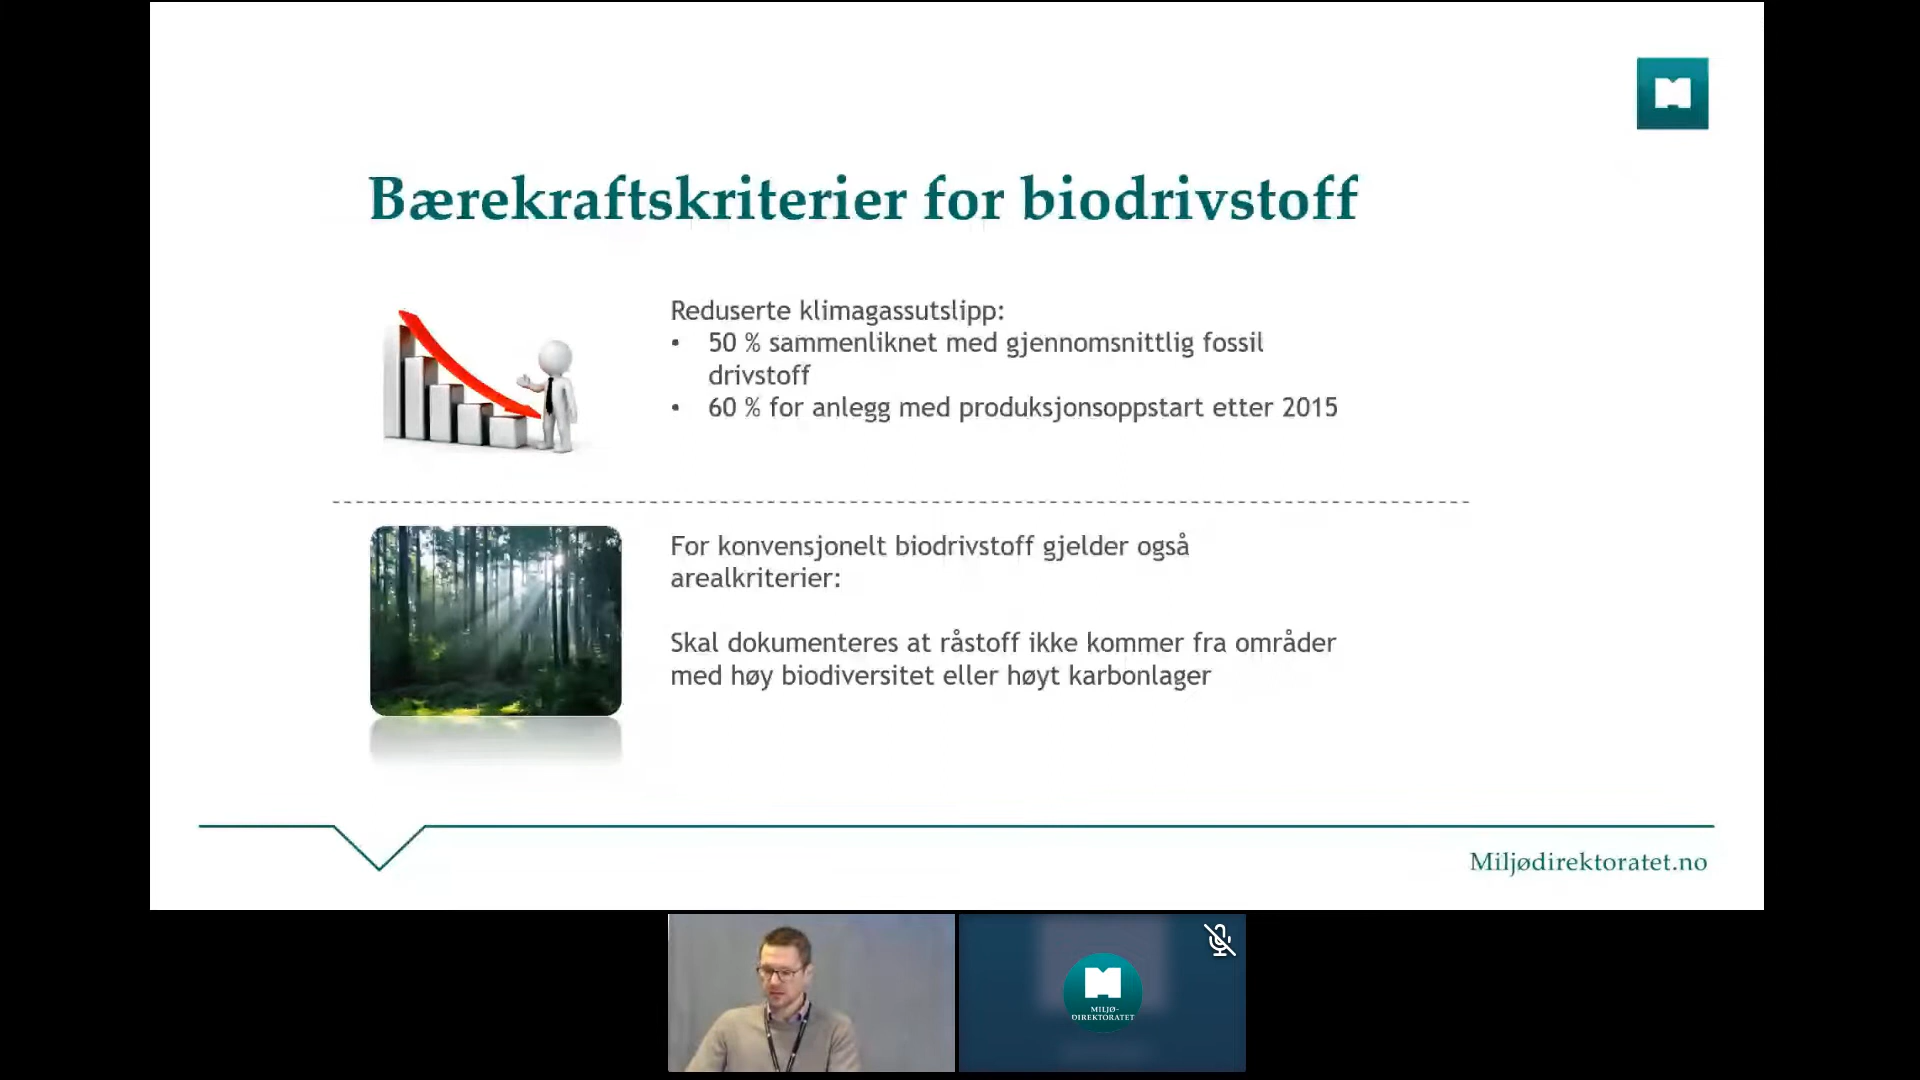 Bærekraftskriterier for biodrivstoff
Reduserte klimagassutslipp:
• 50 % sammenliknet med gjennomsnittlig fossil
drivstoff
• 60 % for anlegg med produksjonsoppstart etter 2015
For konvensjonelt biodrivstoff gjelder også
arealkriterier:
Skal dokumenteres at råstoff ikke kommer fra områder
med høy biodiversitet eller høyt karbonlager
Miljødirektoratet.no
MILJØ-
DIREKTORATET